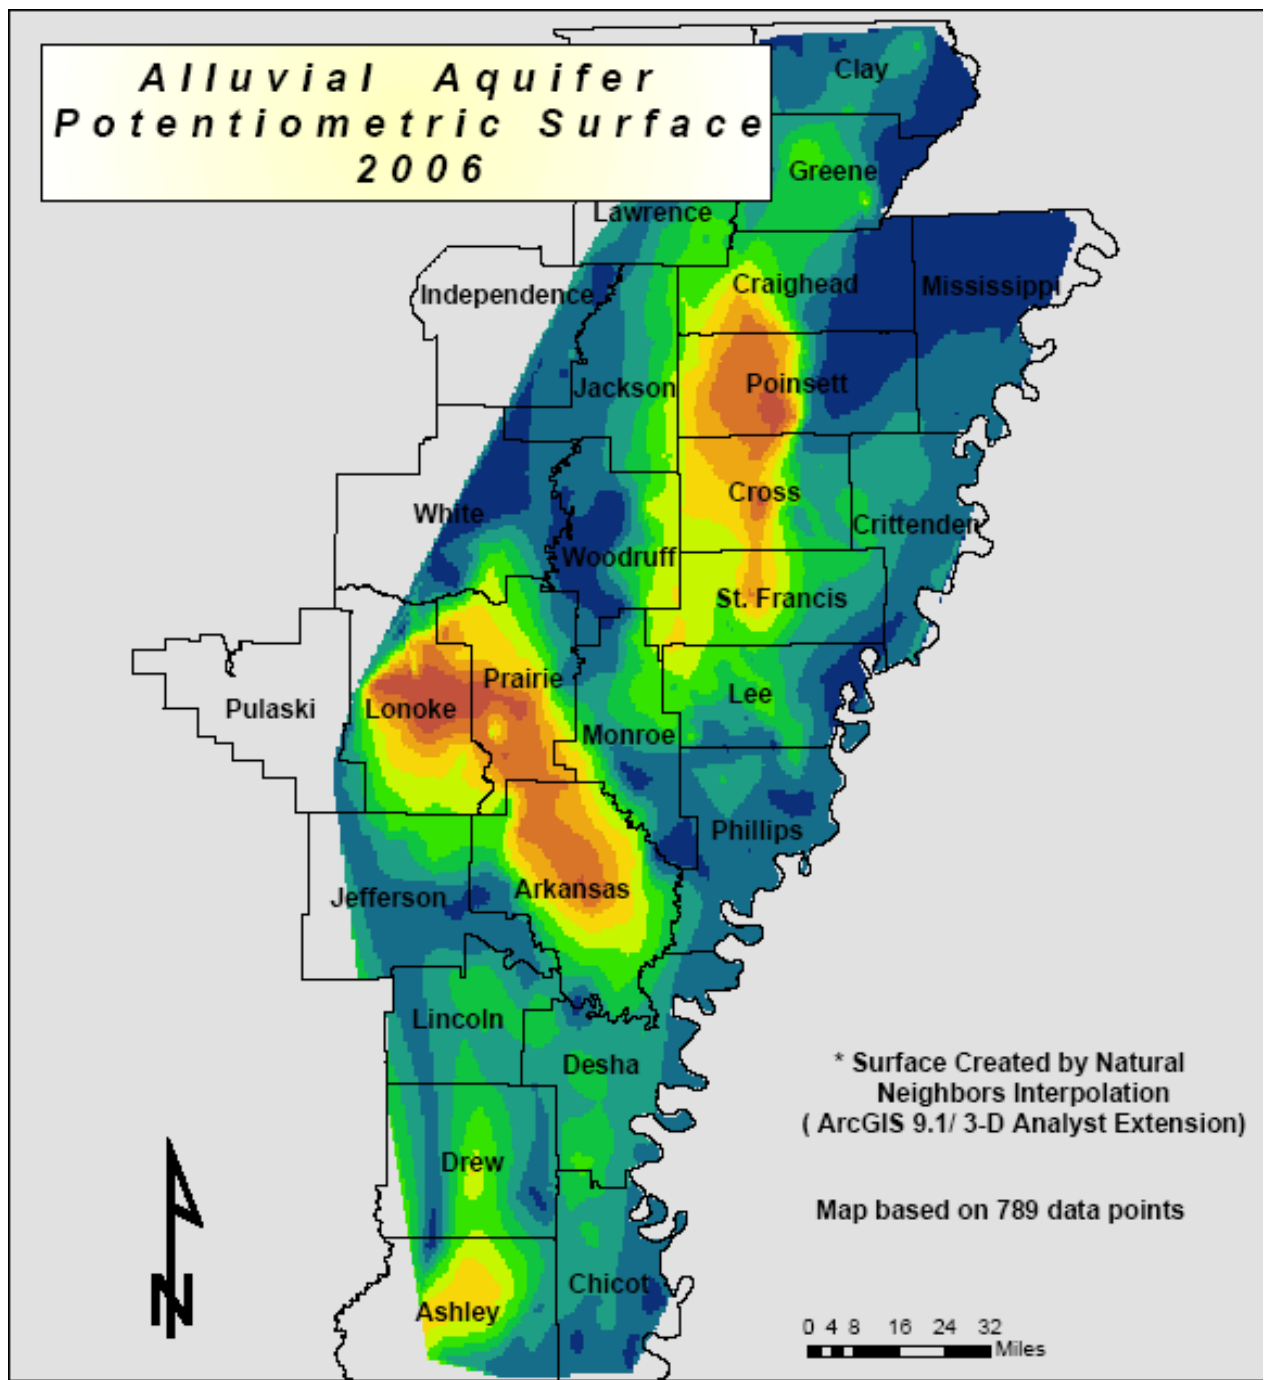 Alluvial Aquifer
Potentiometric Surface
2006
Clay
Greene
Lawrence
Independence
Craighead
Mississippi
Jackson
Poinsett
White
Cross
Woodruff
Crittenden
St. Francis
Pulaski
Lonoke
Prairie
Monroe
Lee
Phillips
Jefferson
Arkansas
Lincoln
Desha
* Surface Created by Natural
Neighbors Interpolation
( ArcGIS 9.1/ 3-D Analyst Extension)
Drew
Map based on 789 data points
Chicot
Ashley
N
0 4 8 16 24 32
Miles